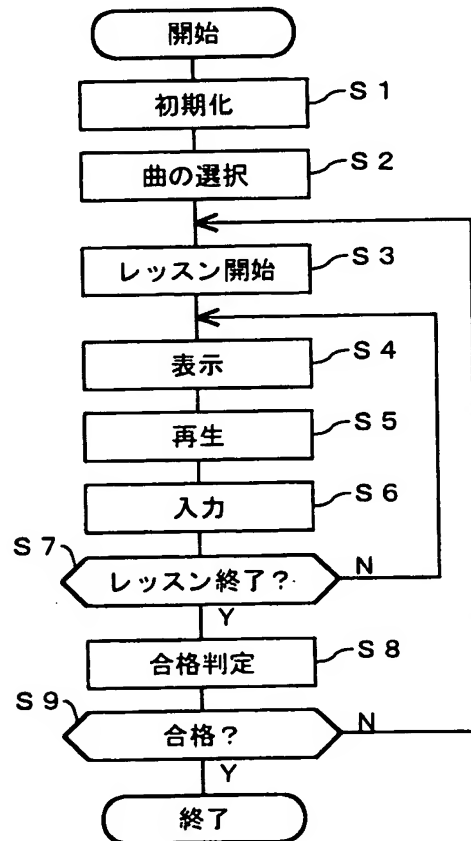 開始
初期化
S1
曲の選択
S2
レッスン開始
S3
表示
S4
再生
S5
入力
S6
S7
レッスン終了?
N
Y
合格判定
S8
S9
合格?
N
Y
終了